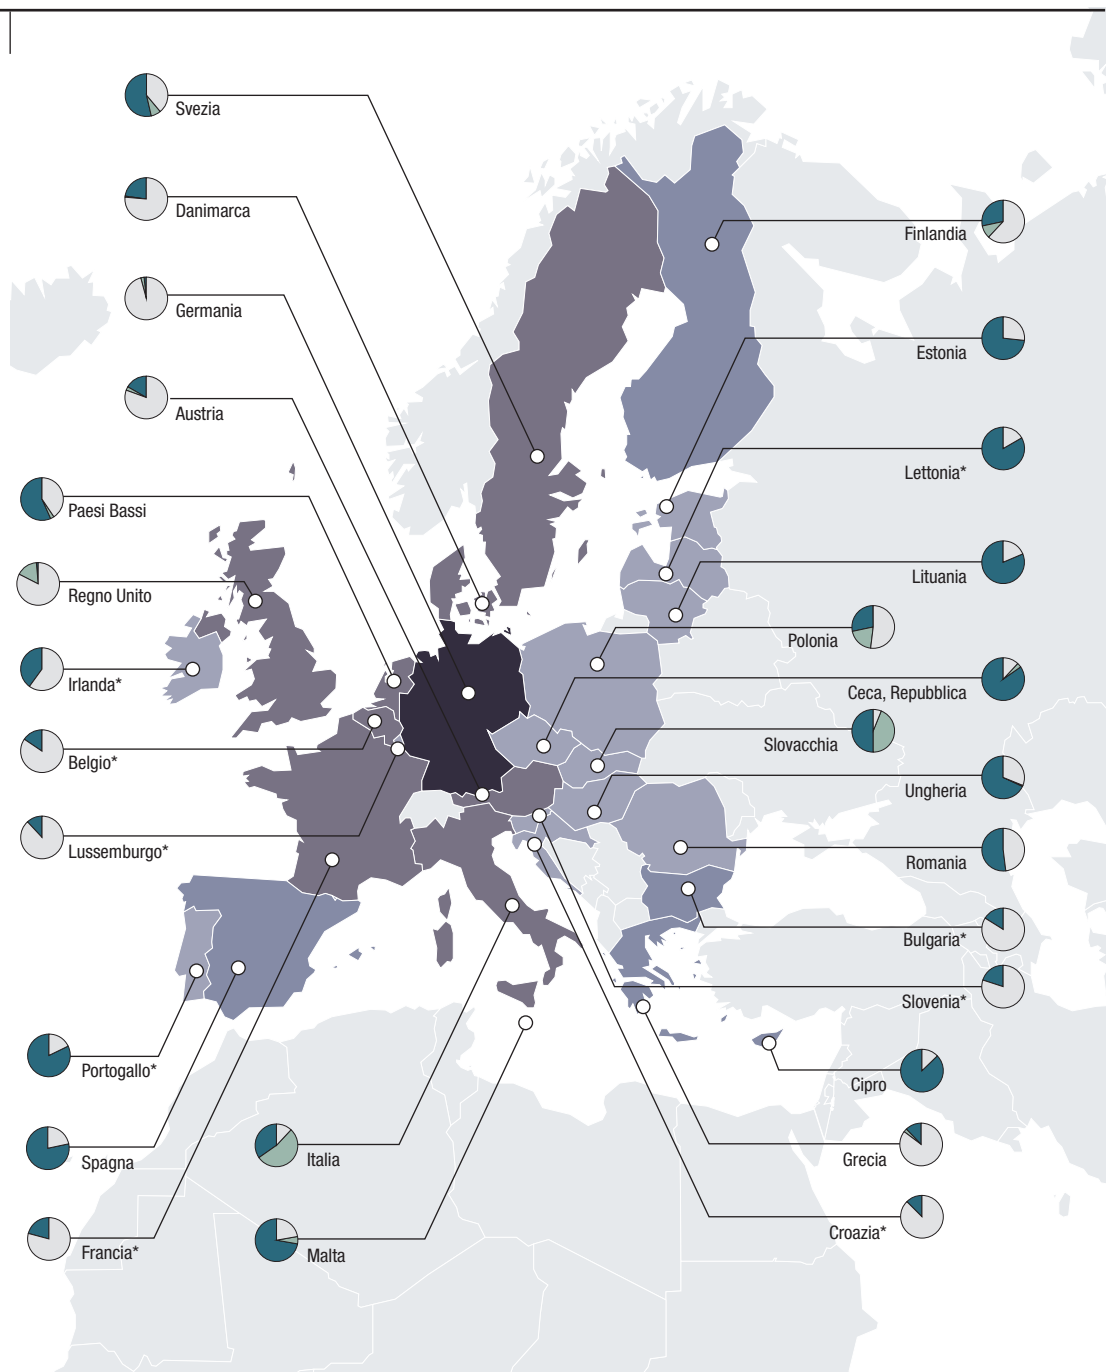 Svezia
Danimarca
Germania
Austria
Paesi Bassi
Regno Unito
Irlanda*
Belgio*
Lussemburgo*
Portogallo*
Spagna
Francia*
Italia
Malta
Finlandia
Estonia
Lettonia*
Lituania
Polonia
Ceca, Repubblica
Slovacchia
Ungheria
Romania
Bulgaria*
Slovenia*
Cipro
Grecia
Croazia*